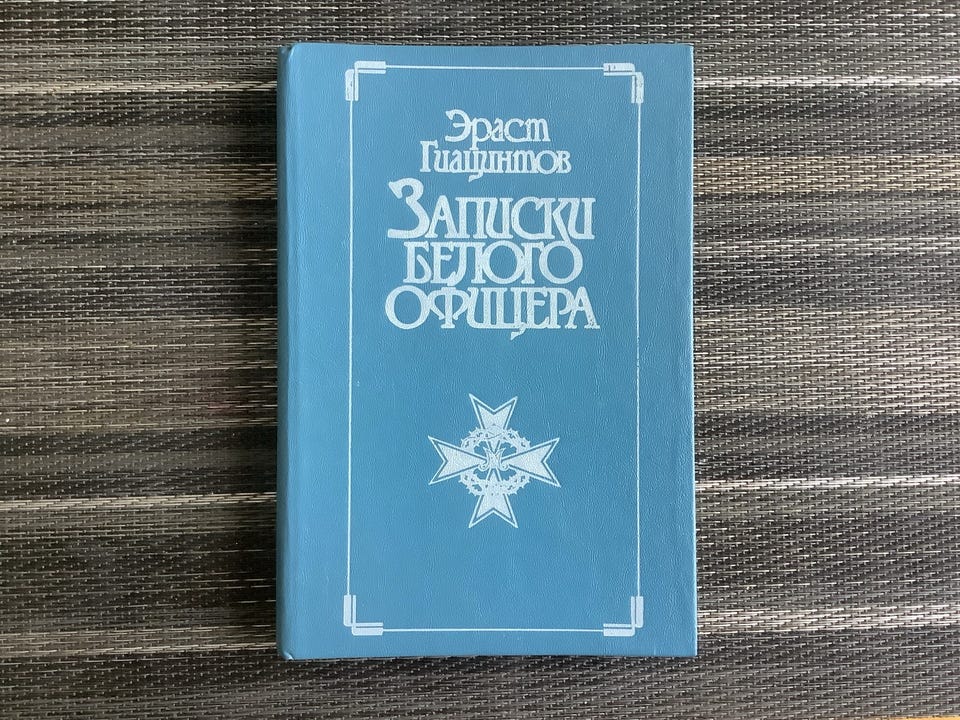 Эраст
Гиацинтов
Записки
белого
офицера